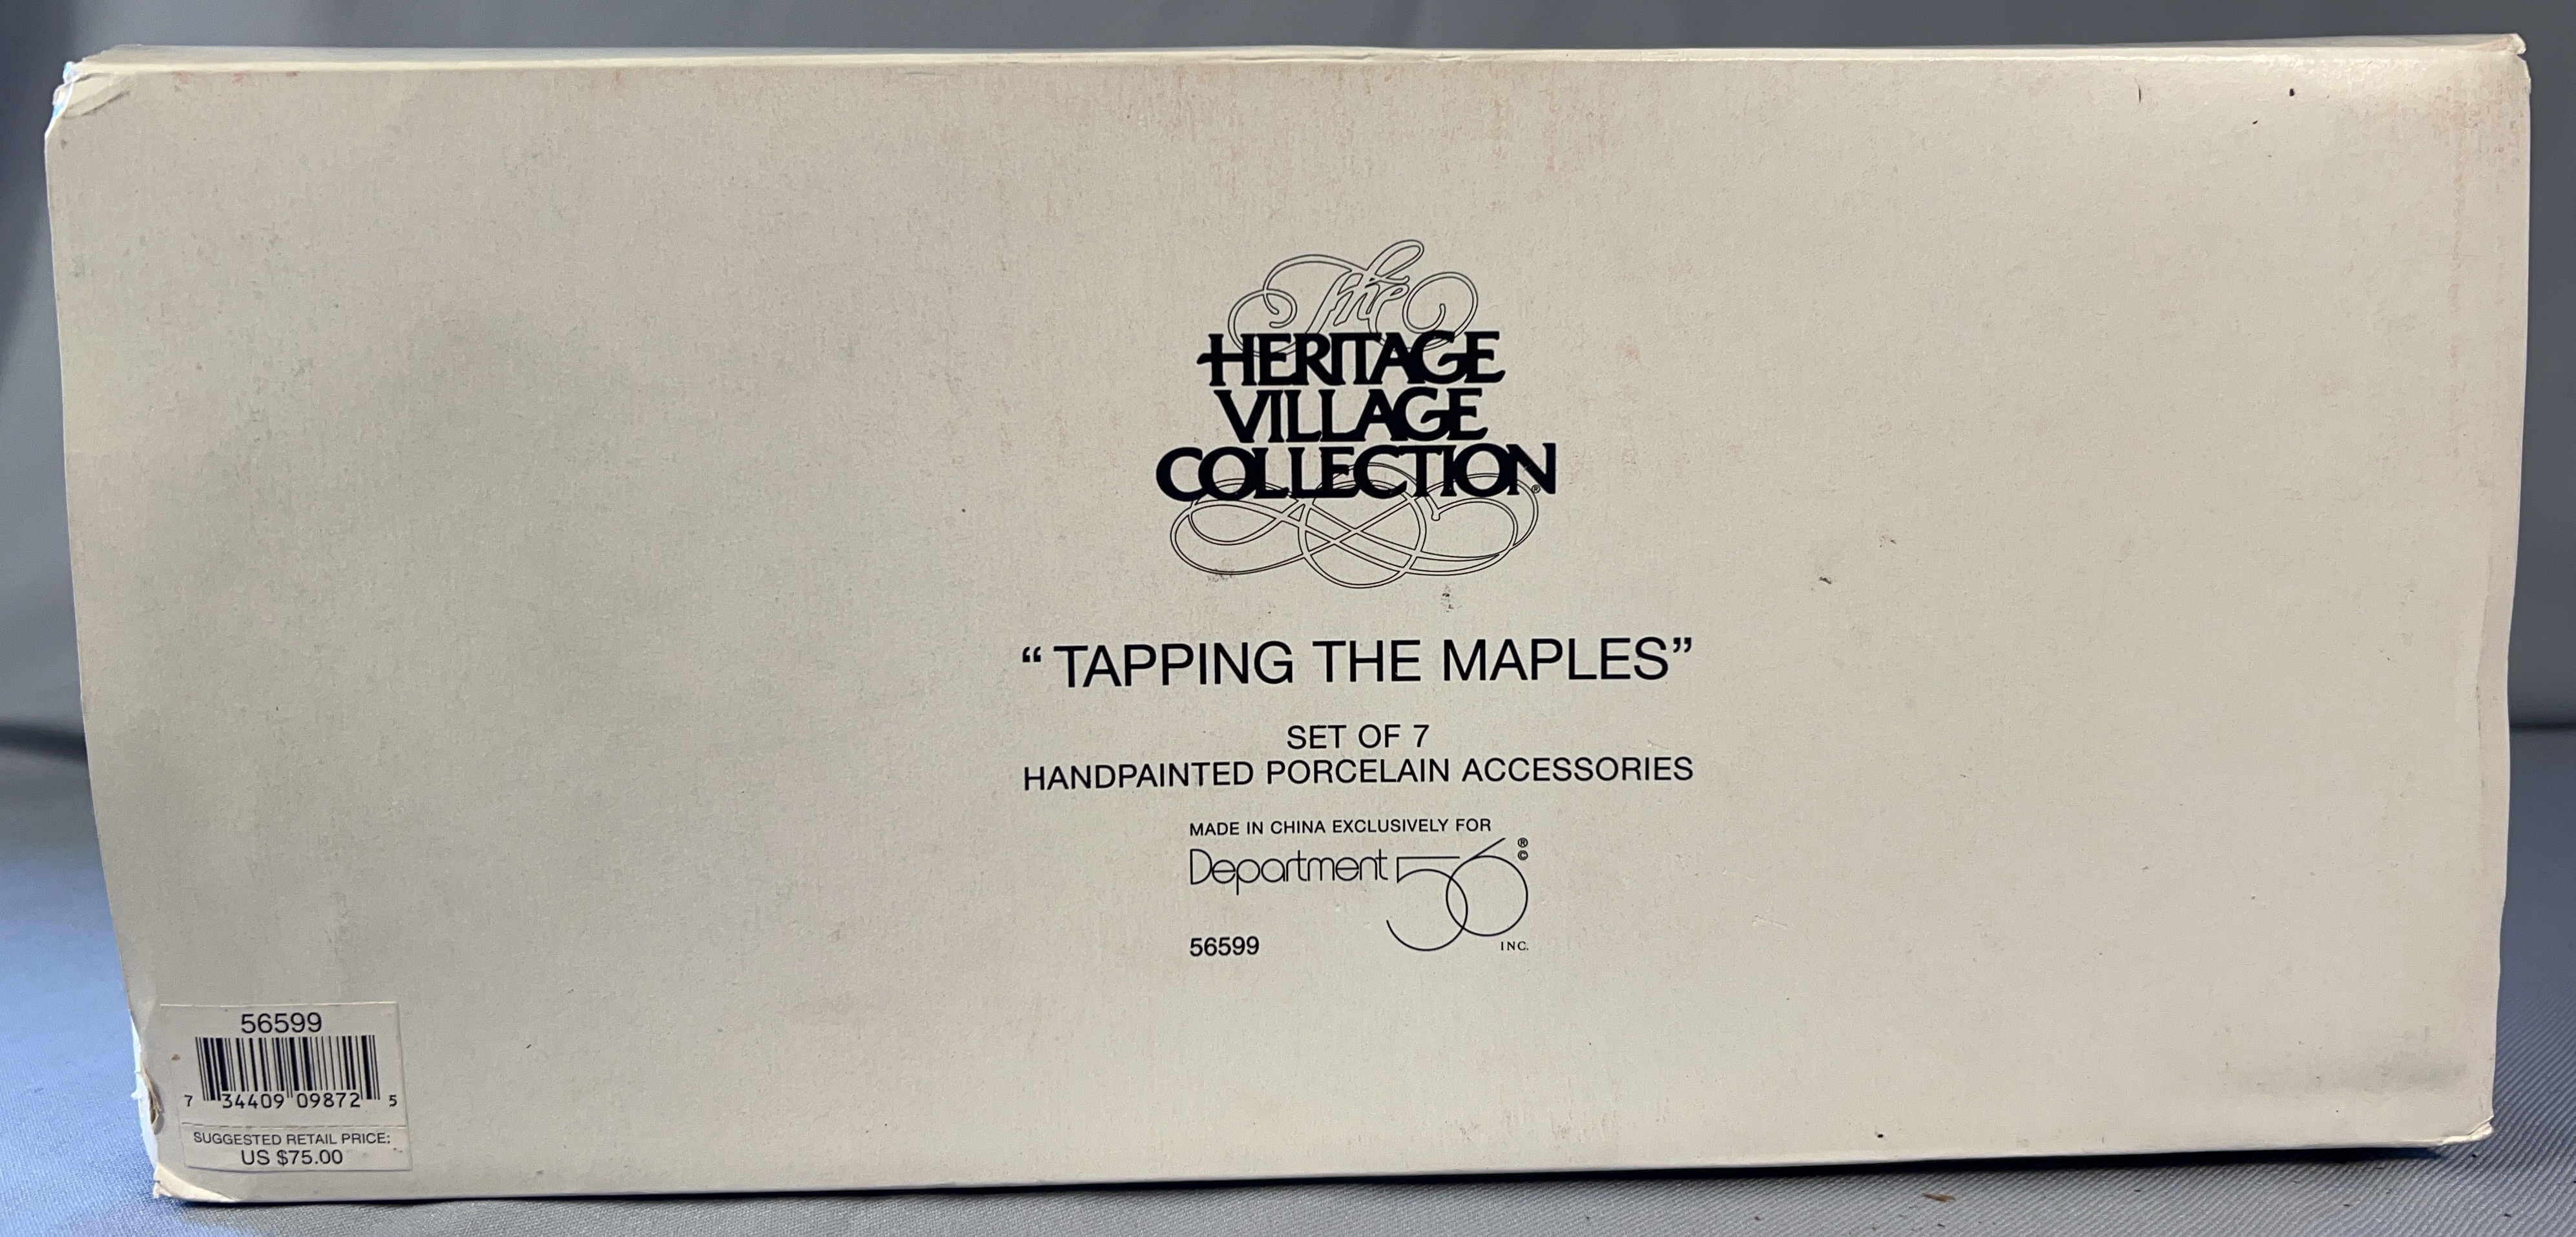 The
HERITAGE
VILLAGE
COLLECTION®
“TAPPING THE MAPLES”
SET OF 7
HANDPAINTED PORCELAIN ACCESSORIES
MADE IN CHINA EXCLUSIVELY FOR
Department 56 ® ©
56599 INC.
56599
7 34409 09872 5
SUGGESTED RETAIL PRICE:
US $75.00